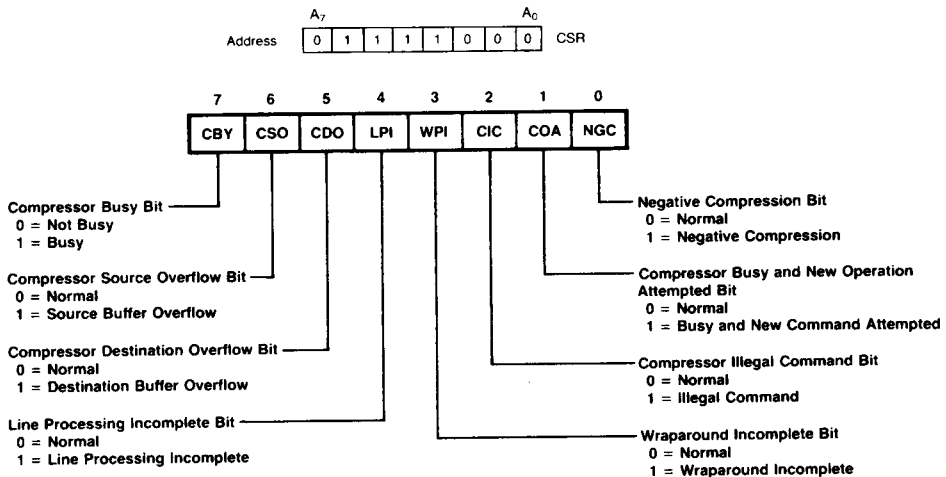 A7 A0
Address 0 1 1 1 1 0 0 0 CSR
7 6 5 4 3 2 1 0
CBY CSO CDO LPI WPI CIC COA NGC
Compressor Busy Bit
0 = Not Busy
1 = Busy
Compressor Source Overflow Bit
0 = Normal
1 = Source Buffer Overflow
Compressor Destination Overflow Bit
0 = Normal
1 = Destination Buffer Overflow
Line Processing Incomplete Bit
0 = Normal
1 = Line Processing Incomplete
Negative Compression Bit
0 = Normal
1 = Negative Compression
Compressor Busy and New Operation
Attempted Bit
0 = Normal
1 = Busy and New Command Attempted
Compressor Illegal Command Bit
0 = Normal
1 = Illegal Command
Wraparound Incomplete Bit
0 = Normal
1 = Wraparound Incomplete